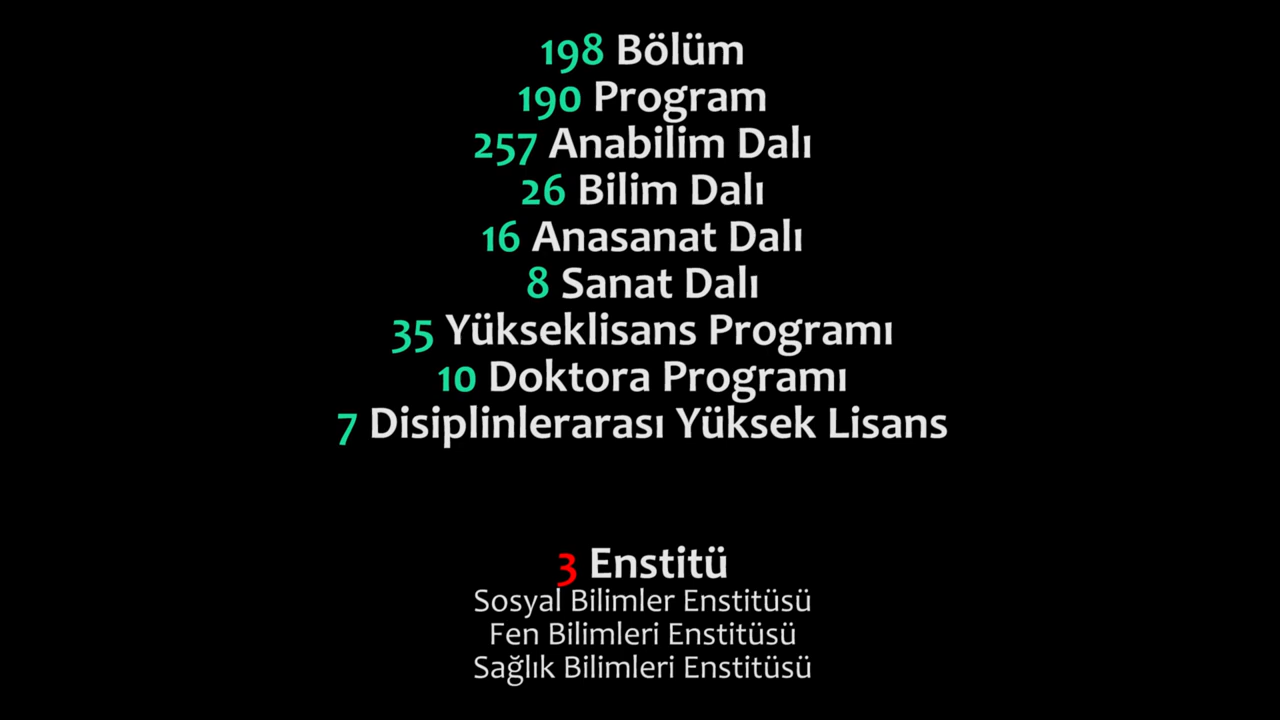 198 Bölüm
190 Program
257 Anabilim Dalı
26 Bilim Dalı
16 Anasanat Dalı
8 Sanat Dalı
35 Yükseklisans Programı
10 Doktora Programı
7 Disiplinlerarası Yüksek Lisans
3 Enstitü
Sosyal Bilimler Enstitüsü
Fen Bilimleri Enstitüsü
Sağlık Bilimleri Enstitüsü